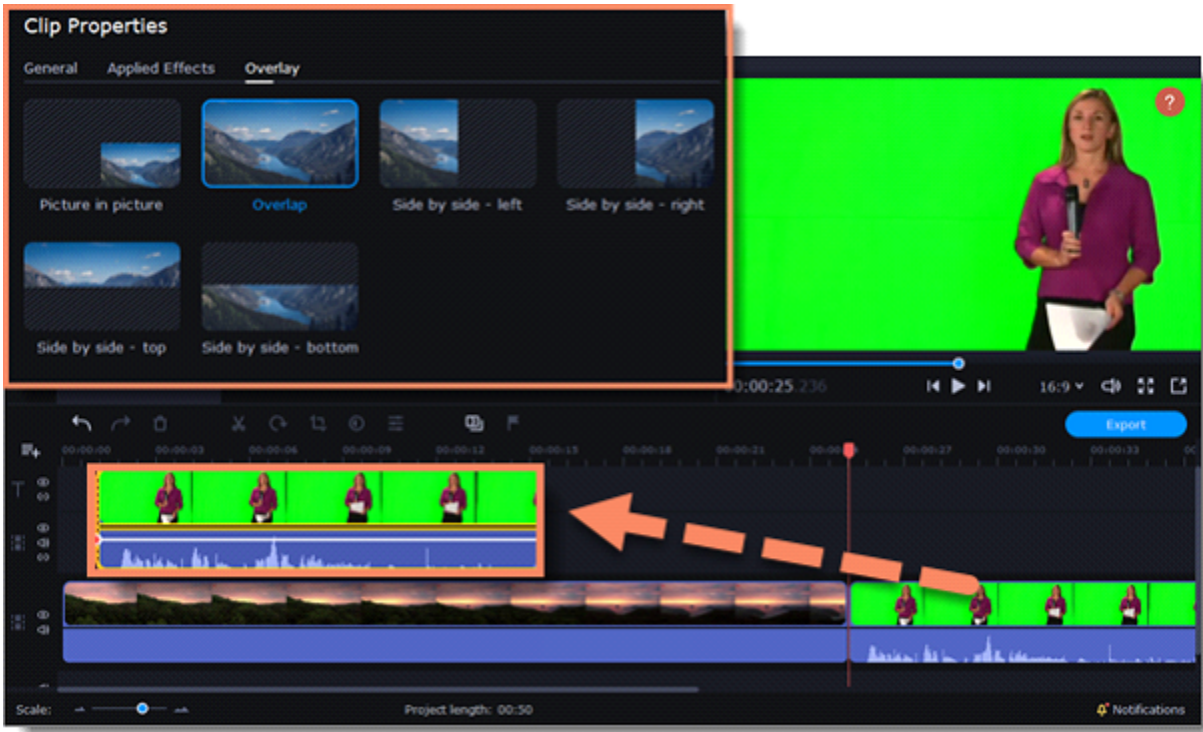 Clip Properties
General Applied Effects Overlay
Picture in picture Overlap Side by side - left Side by side - right
Side by side - top Side by side - bottom
?
00:00:25.236 16:9
Export
00:00:00 00:00:03 00:00:06 00:00:09 00:00:12 00:00:15 00:00:18 00:00:21 00:00:27 00:00:30 00:00:33
T
Scale: Project length: 00:50 Notifications